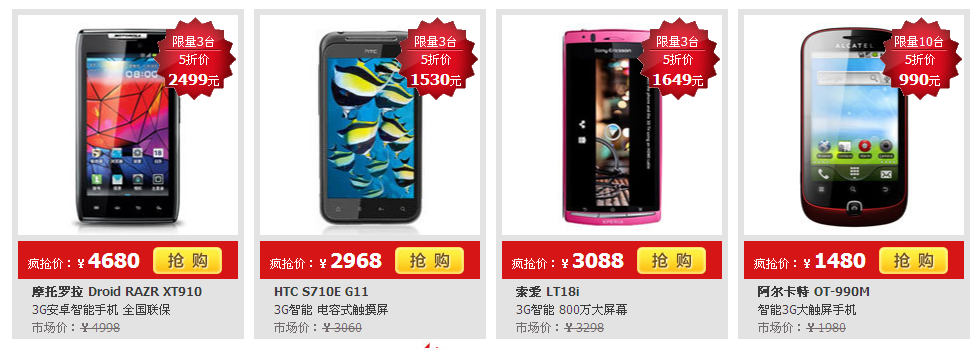 限量3台
5折价
2499元
MOTOROLA
疯抢价：¥4680 抢 购
摩托罗拉 Droid RAZR XT910
3G安卓智能手机 全国联保
市场价：¥4998
限量3台
5折价
1530元
hTC
疯抢价：¥2968 抢 购
HTC S710E G11
3G智能 电容式触摸屏
市场价：¥3060
限量3台
5折价
1649元
Sony Ericsson
XPERIA
疯抢价：¥3088 抢 购
索爱 LT18i
3G智能 800万大屏幕
市场价：¥3298
限量10台
5折价
990元
ALCATEL
疯抢价：¥1480 抢 购
阿尔卡特 OT-990M
智能3G大触屏手机
市场价：¥1980